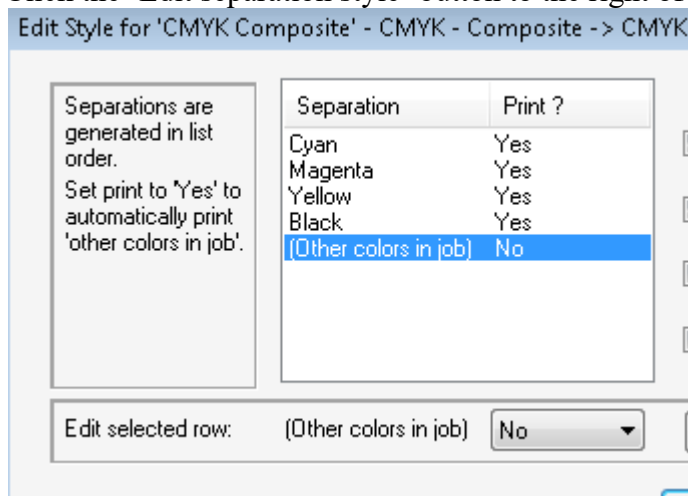 Edit Style for 'CMYK Composite' - CMYK - Composite -> CMYK
Separations are
generated in list
order.
Set print to 'Yes' to
automatically print
'other colors in job'.
Separation Print ?
Cyan Yes
Magenta Yes
Yellow Yes
Black Yes
(Other colors in job) No
Edit selected row: (Other colors in job) No